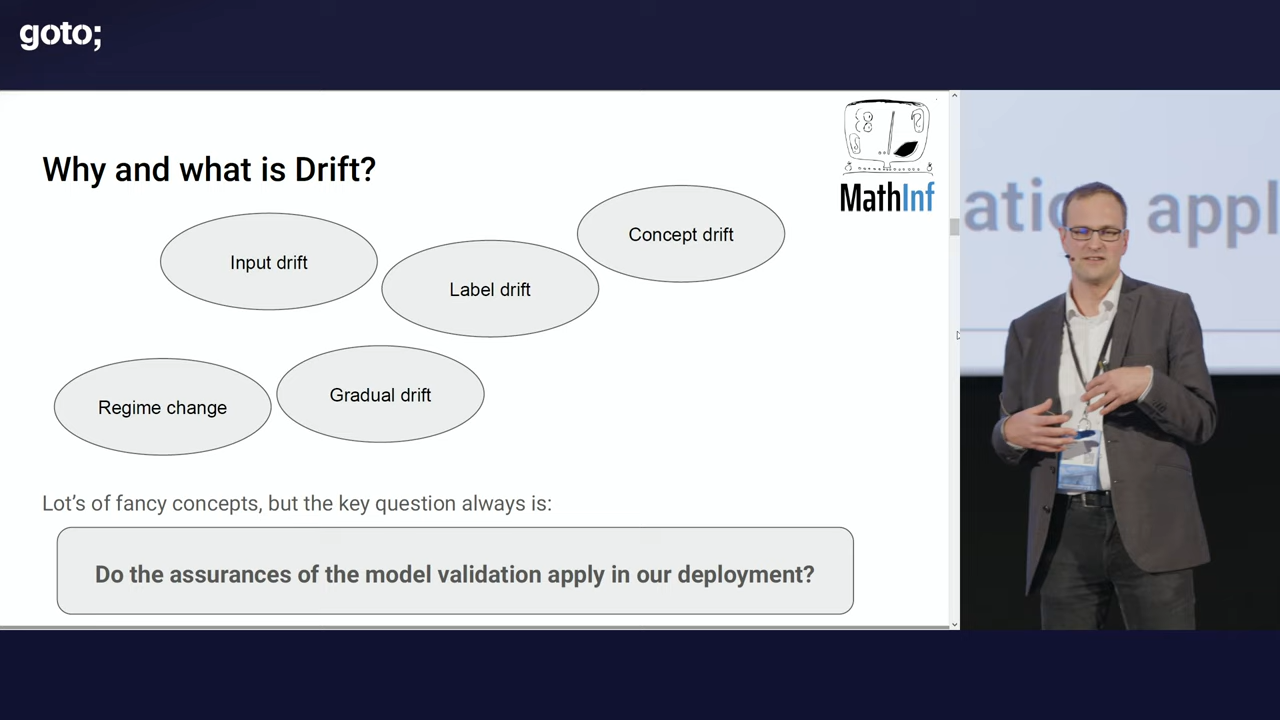 goto;
MathInf
Why and what is Drift?
Input drift
Label drift
Concept drift
Regime change
Gradual drift
Lot's of fancy concepts, but the key question always is:
Do the assurances of the model validation apply in our deployment?
appl